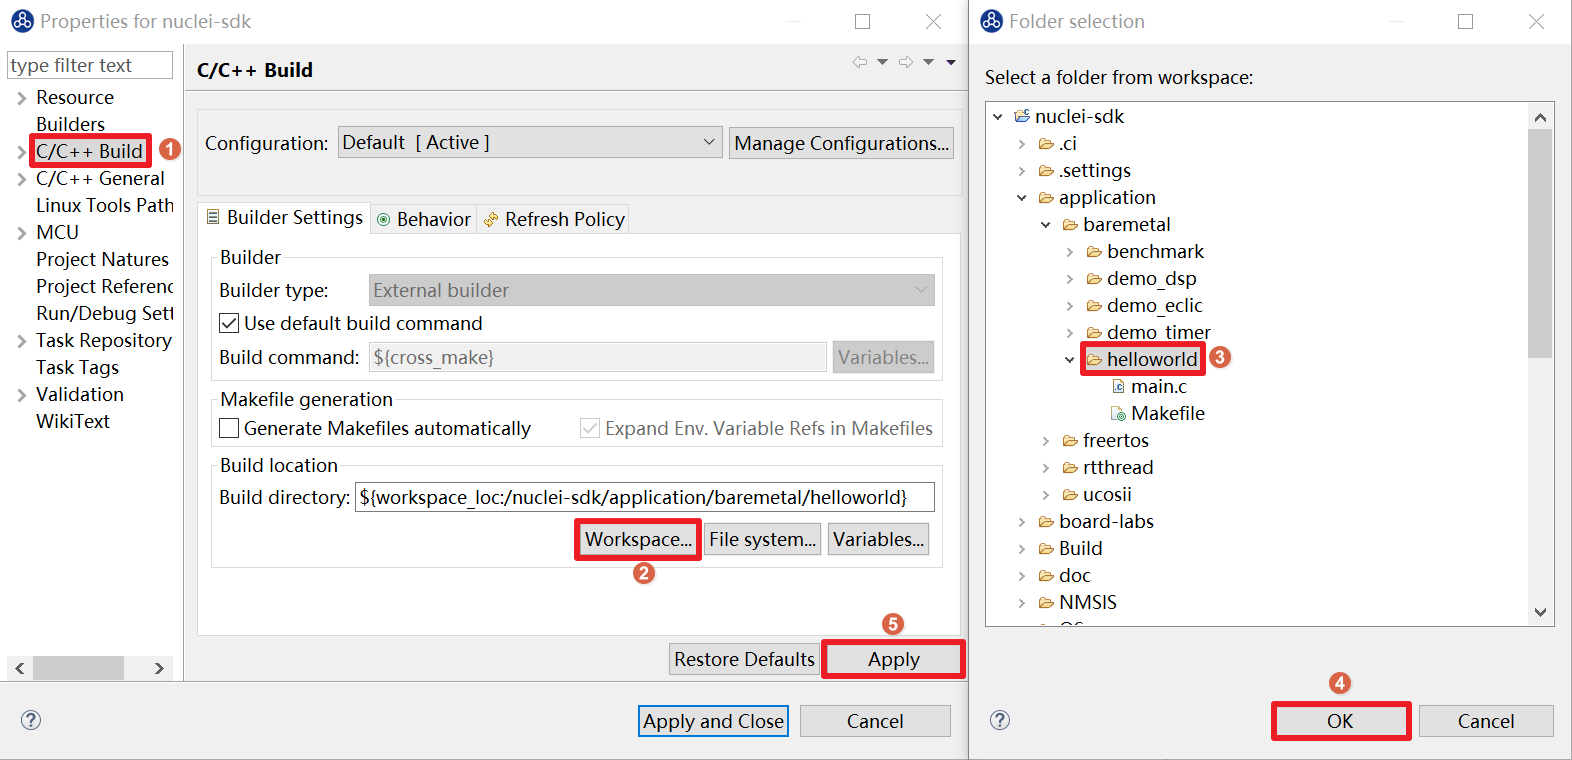 Properties for nuclei-sdk
type filter text
Resource
Builders
C/C++ Build
1
C/C++ General
Linux Tools Path
MCU
Project Natures
Project Referenc
Run/Debug Sett
Task Repository
Task Tags
Validation
WikiText
C/C++ Build
Configuration:
Default [ Active ]
Manage Configurations...
Builder Settings
Behavior
Refresh Policy
Builder
Builder type:
External builder
Use default build command
Build command:
${cross_make}
Variables...
Makefile generation
Generate Makefiles automatically
Expand Env. Variable Refs in Makefiles
Build location
Build directory:
${workspace_loc:/nuclei-sdk/application/baremetal/helloworld}
Workspace...
File system...
Variables...
2
5
Restore Defaults
Apply
Apply and Close
Cancel
Folder selection
Select a folder from workspace:
nuclei-sdk
.ci
.settings
application
baremetal
benchmark
demo_dsp
demo_eclic
demo_timer
helloworld
3
main.c
Makefile
freertos
rtthread
ucosii
board-labs
Build
doc
NMSIS
4
OK
Cancel